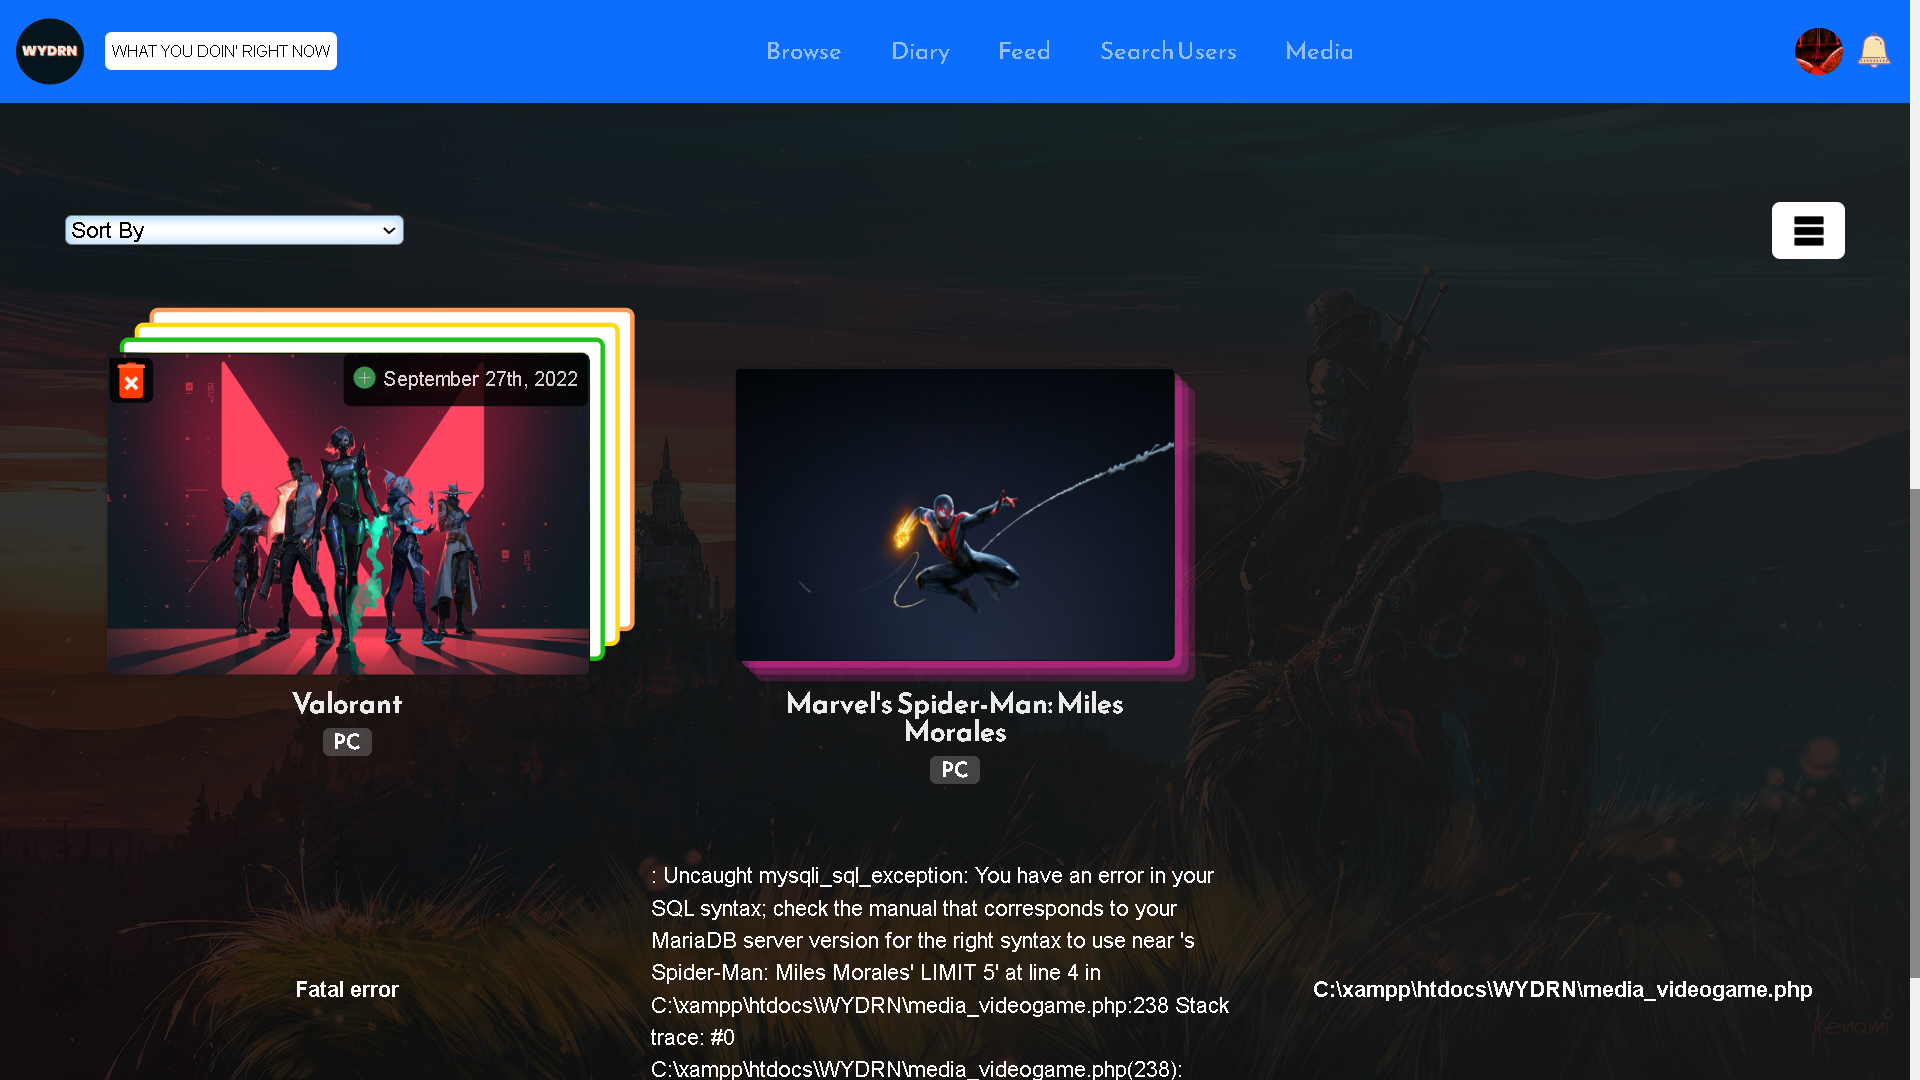 WYDRN
WHAT YOU DOIN' RIGHT NOW
Browse
Diary
Feed
Search Users
Media
Sort By
September 27th, 2022
Valorant
PC
Marvel's Spider-Man: Miles
Morales
PC
Fatal error
: Uncaught mysqli_sql_exception: You have an error in your
SQL syntax; check the manual that corresponds to your
MariaDB server version for the right syntax to use near 's
Spider-Man: Miles Morales' LIMIT 5' at line 4 in
C:\xampp\htdocs\WYDRN\media_videogame.php:238 Stack
trace: #0
C:\xampp\htdocs\WYDRN\media_videogame.php(238):
C:\xampp\htdocs\WYDRN\media_videogame.php